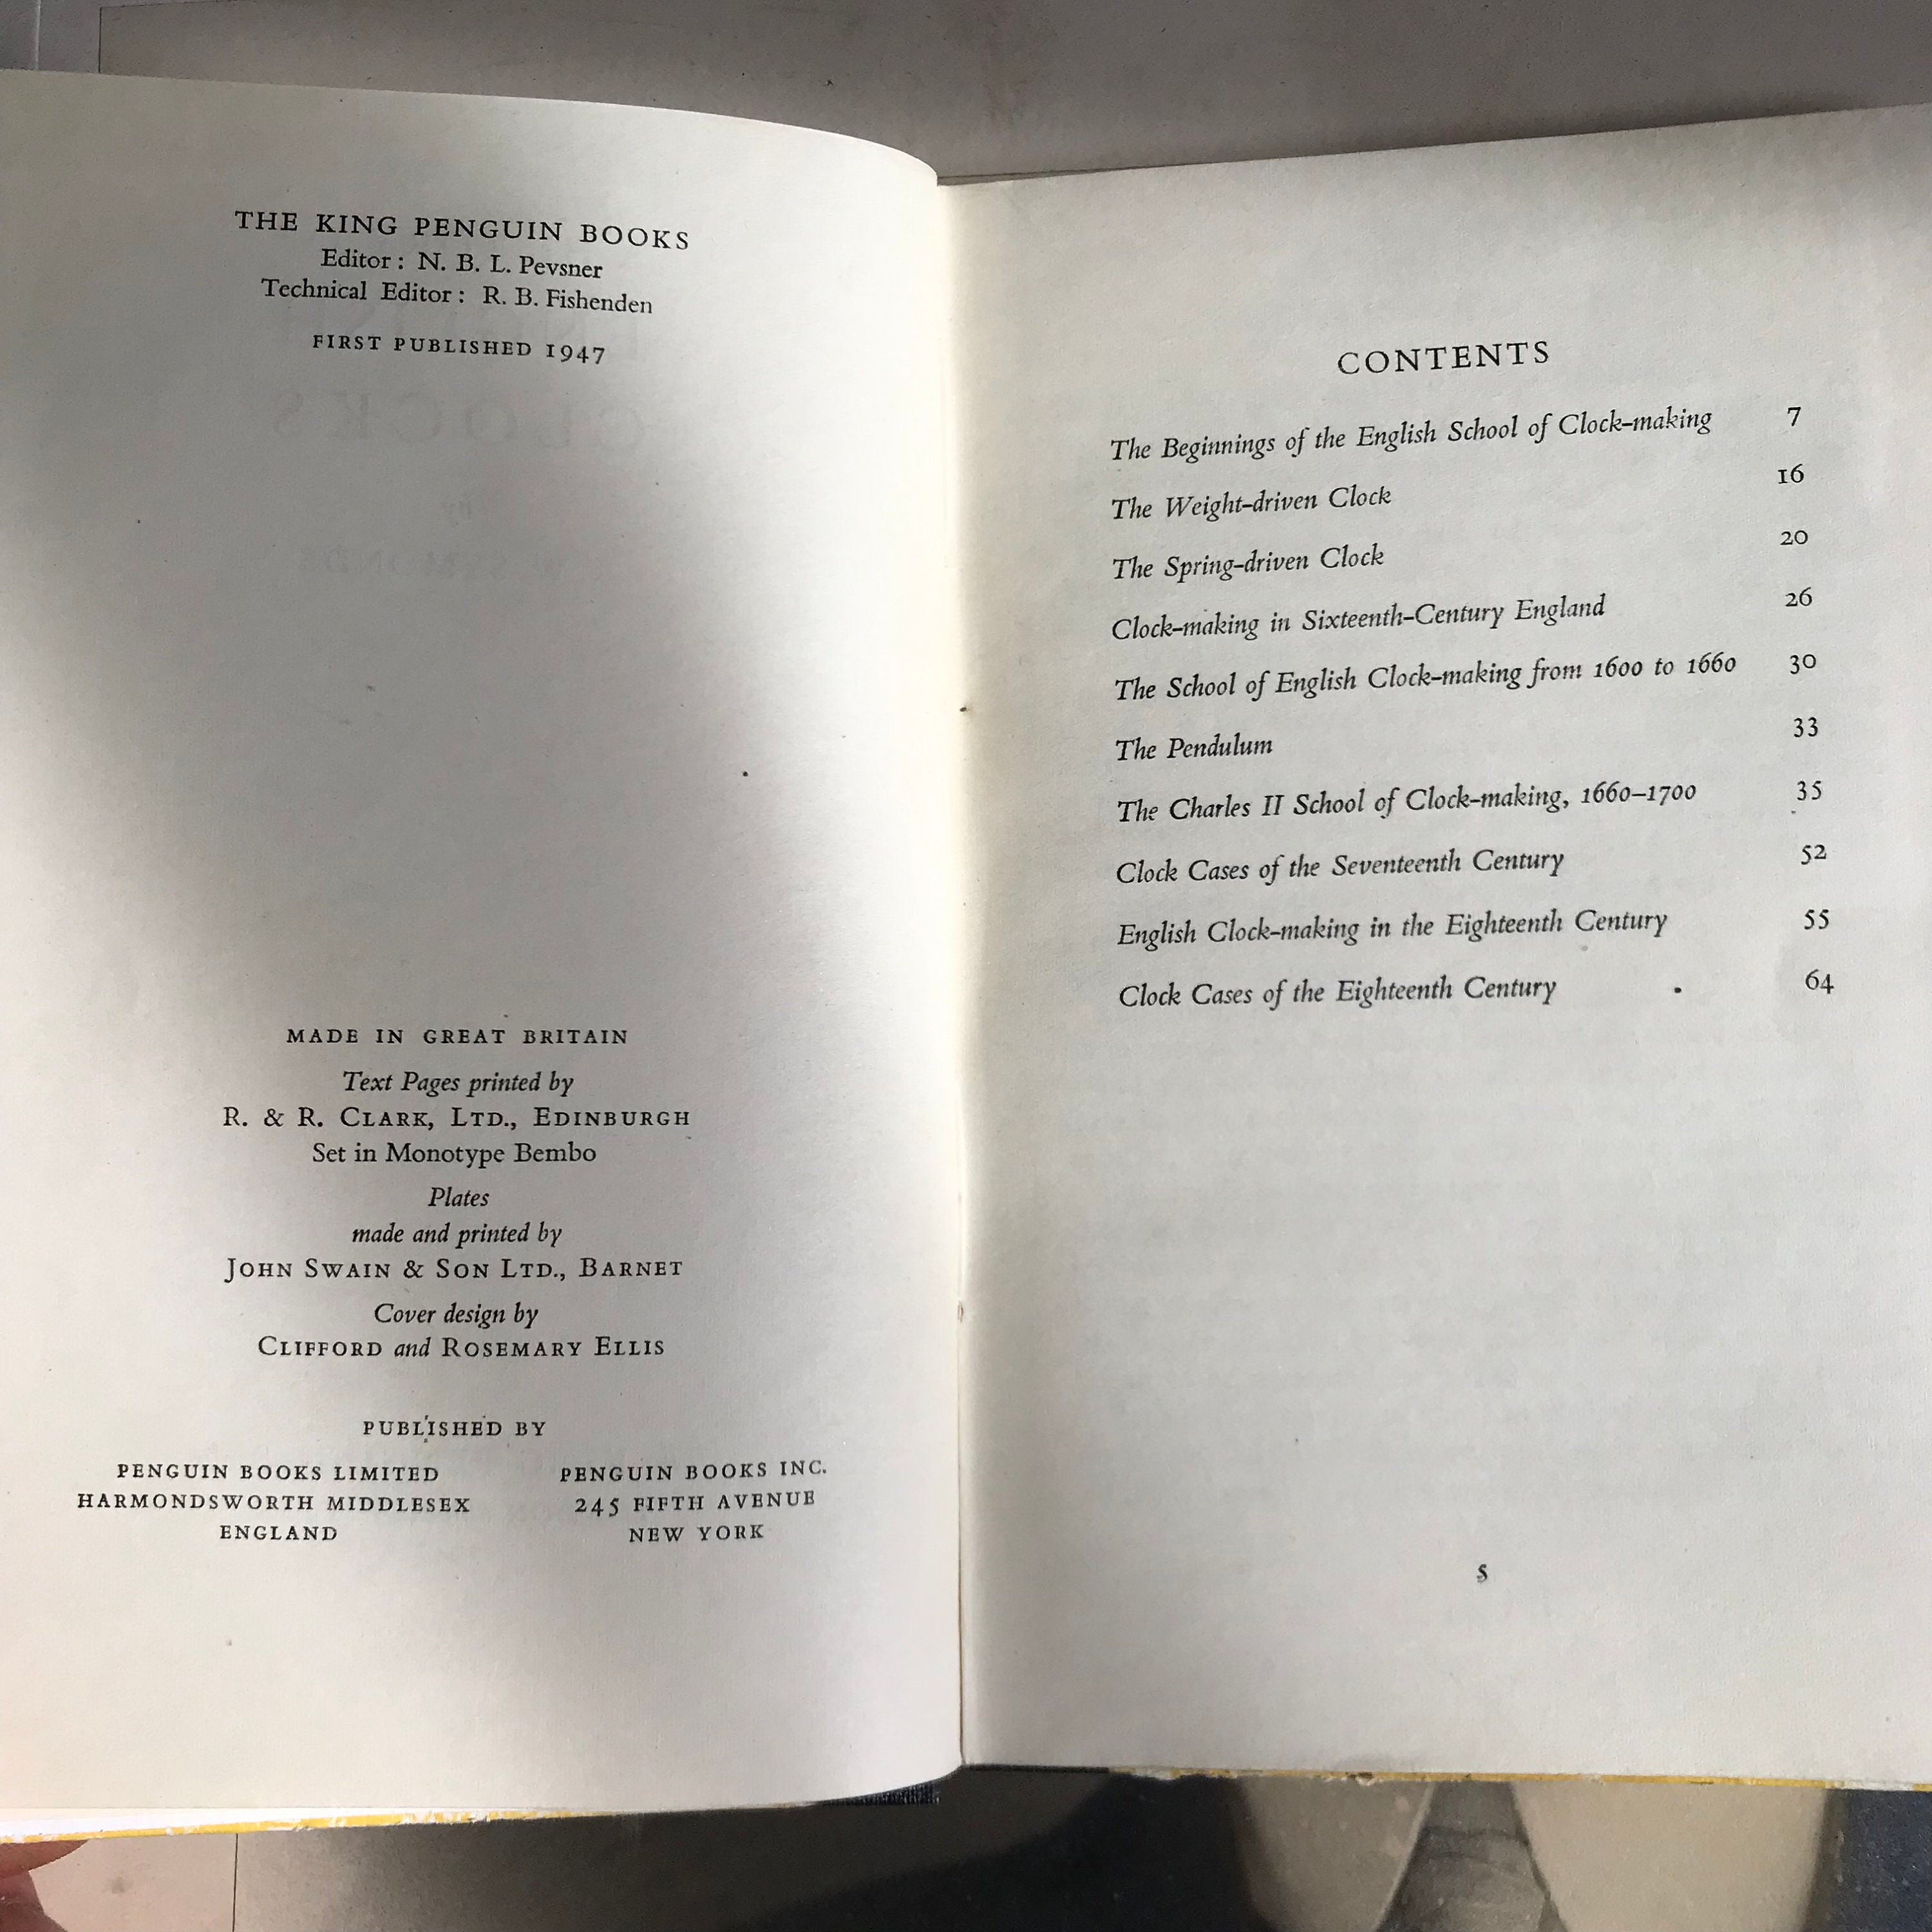 THE KING PENGUIN BOOKS
Editor: N. B. L. Pevsner
Technical Editor: R. B. Fishenden
FIRST PUBLISHED 1947
MADE IN GREAT BRITAIN
Text Pages printed by
R. & R. CLARK, LTD., EDINBURGH
Set in Monotype Bembo
Plates
made and printed by
JOHN SWAIN & SON LTD., BARNET
Cover design by
CLIFFORD and ROSEMARY ELLIS
PUBLISHED BY
PENGUIN BOOKS LIMITED
HARMONDSWORTH MIDDLESEX
ENGLAND
PENGUIN BOOKS INC.
245 FIFTH AVENUE
NEW YORK
CONTENTS
The Beginnings of the English School of Clock-making 7
The Weight-driven Clock 16
The Spring-driven Clock 20
Clock-making in Sixteenth-Century England 26
The School of English Clock-making from 1600 to 1660 30
The Pendulum 33
The Charles II School of Clock-making, 1660–1700 35
Clock Cases of the Seventeenth Century 52
English Clock-making in the Eighteenth Century 55
Clock Cases of the Eighteenth Century 64
5